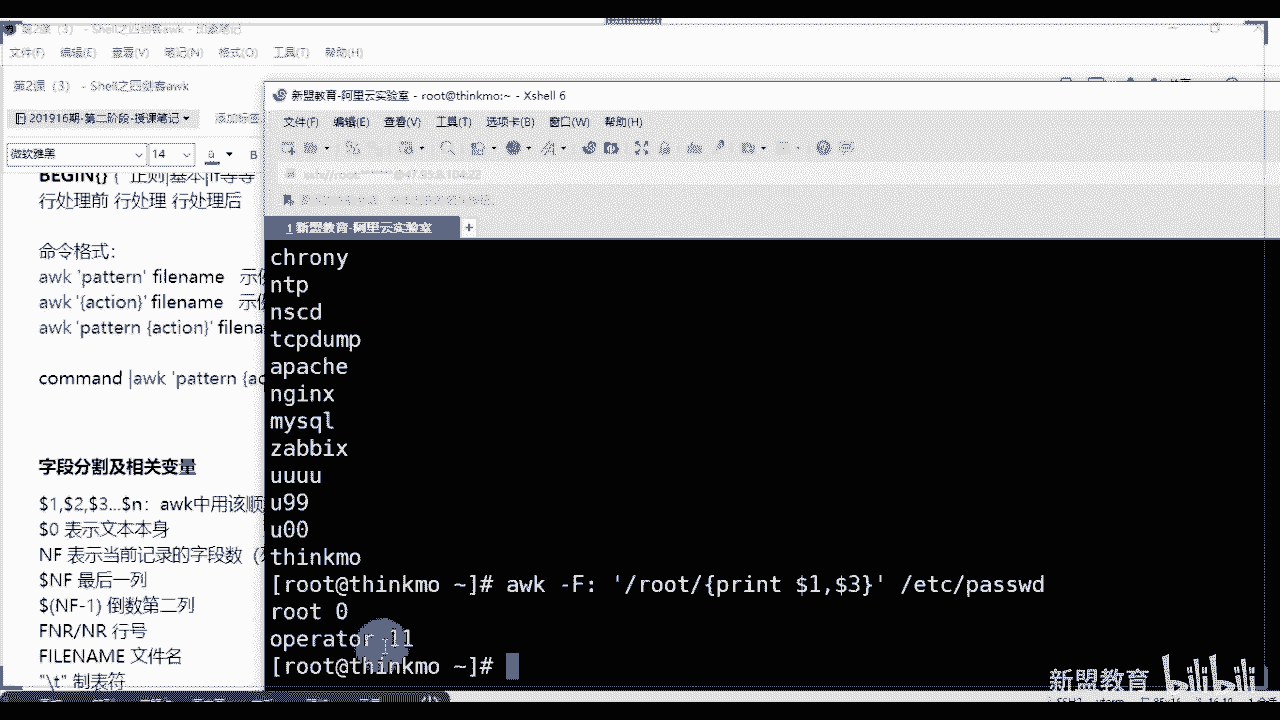 第2课（3） - Shell之四剑客awk - 印象笔记
文件(F) 编辑(E) 查看(V) 笔记(N) 格式(O) 工具(T) 帮助(H)
第2课（3） - Shell之四剑客awk
201916期-第二阶段-授课笔记
添加标签
微软雅黑 14 a B
BEGIN{} { 正则|基本|if等等
行处理前 行处理 行处理后
命令格式：
awk 'pattern' filename 示
awk '{action}' filename 示
awk 'pattern {action}' filena
command |awk 'pattern {ac
字段分割及相关变量
$1,$2,$3...$n：awk中用该顺
$0 表示文本本身
NF 表示当前记录的字段数
$NF 最后一列
$(NF-1) 倒数第二列
FNR/NR 行号
FILENAME 文件名
"\t" 制表符
新盟教育-阿里云实验室 - root@thinkmo:~ - Xshell 6
文件(F) 编辑(E) 查看(V) 工具(T) 选项卡(B) 窗口(W) 帮助(H)
1 新盟教育-阿里云实验室 +
chrony
ntp
nscd
tcpdump
apache
nginx
mysql
zabbix
uuuu
u99
u00
thinkmo
[root@thinkmo ~]# awk -F: '/root/{print $1,$3}' /etc/passwd
root 0
operator 11
[root@thinkmo ~]#
新盟教育 bilibili